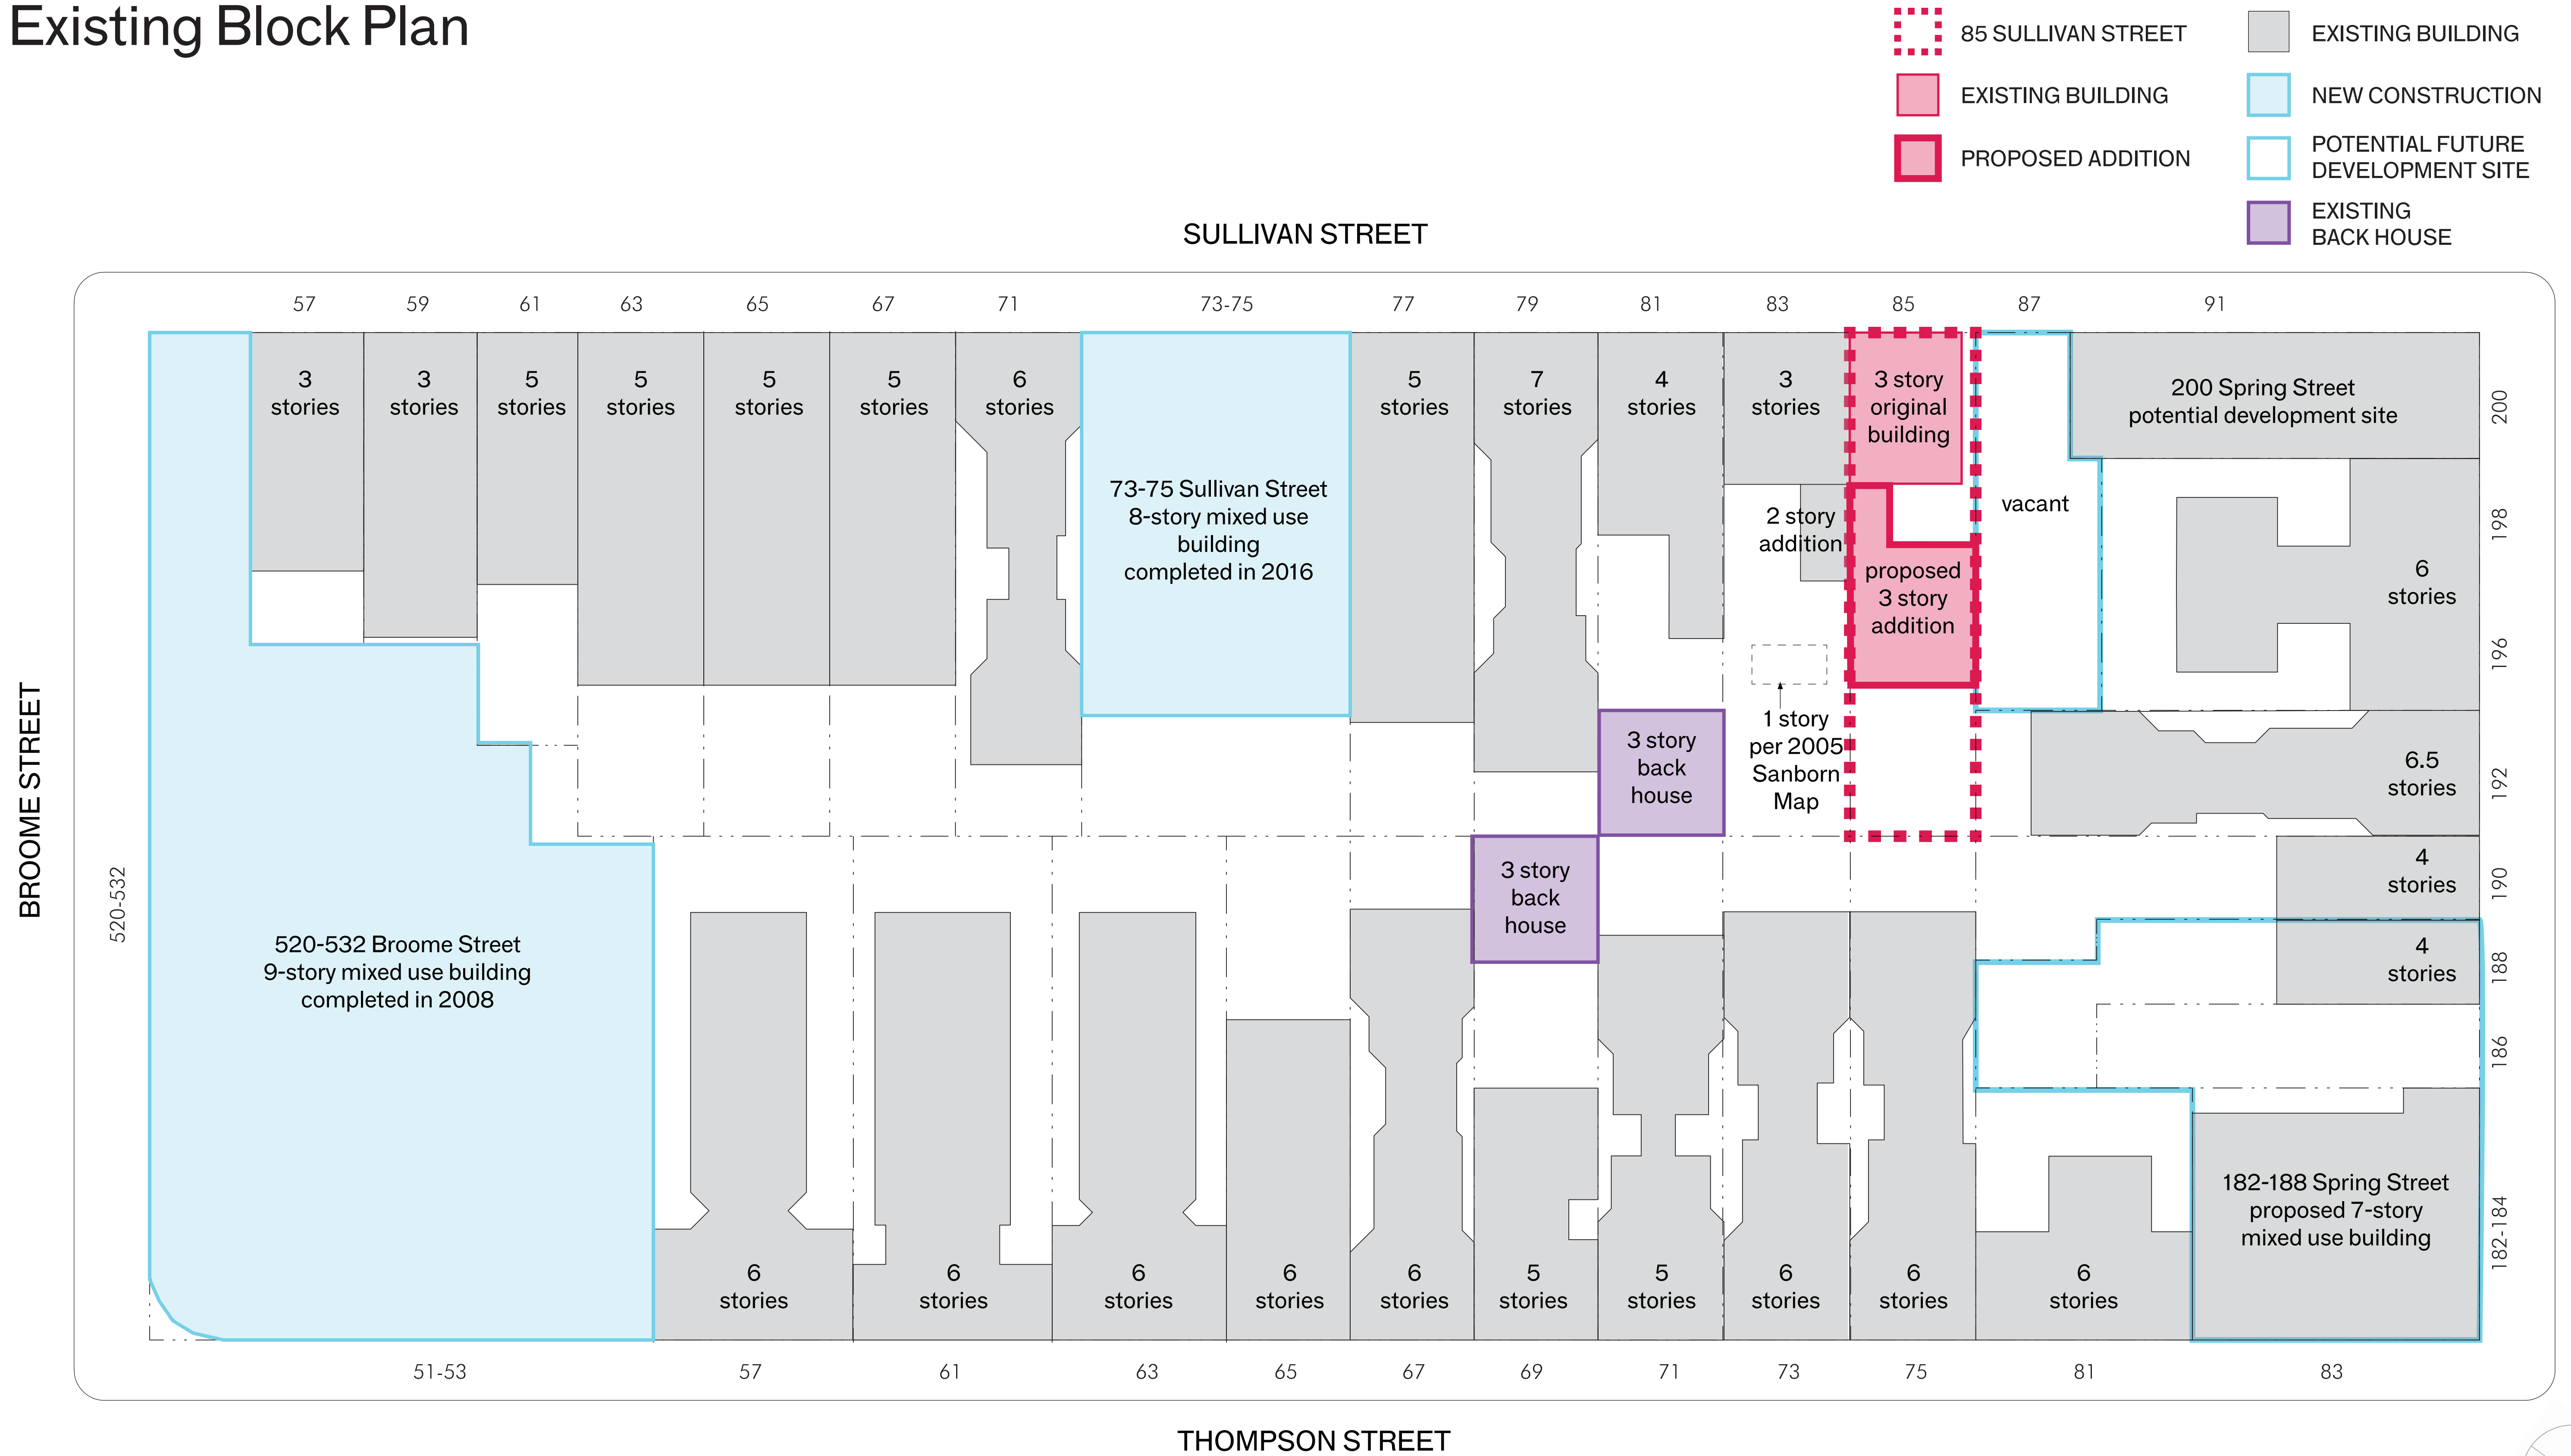 Existing Block Plan
85 SULLIVAN STREET
EXISTING BUILDING
PROPOSED ADDITION
EXISTING BUILDING
NEW CONSTRUCTION
POTENTIAL FUTURE
DEVELOPMENT SITE
EXISTING
BACK HOUSE
SULLIVAN STREET
57
59
61
63
65
67
71
73-75
77
79
81
83
85
87
91
3
stories
3
stories
5
stories
5
stories
5
stories
5
stories
6
stories
73-75 Sullivan Street
8-story mixed use
building
completed in 2016
5
stories
7
stories
4
stories
3
stories
3 story
original
building
200 Spring Street
potential development site
200
2 story
addition
vacant
198
proposed
3 story
addition
6
stories
196
1 story
per 2005
Sanborn
Map
3 story
back
house
6.5
stories
192
BROOME STREET
520-532
3 story
back
house
4
stories
190
520-532 Broome Street
9-story mixed use building
completed in 2008
4
stories
188
186
182-188 Spring Street
proposed 7-story
mixed use building
182-184
6
stories
6
stories
6
stories
6
stories
6
stories
5
stories
5
stories
6
stories
6
stories
6
stories
51-53
57
61
63
65
67
69
71
73
75
81
83
THOMPSON STREET